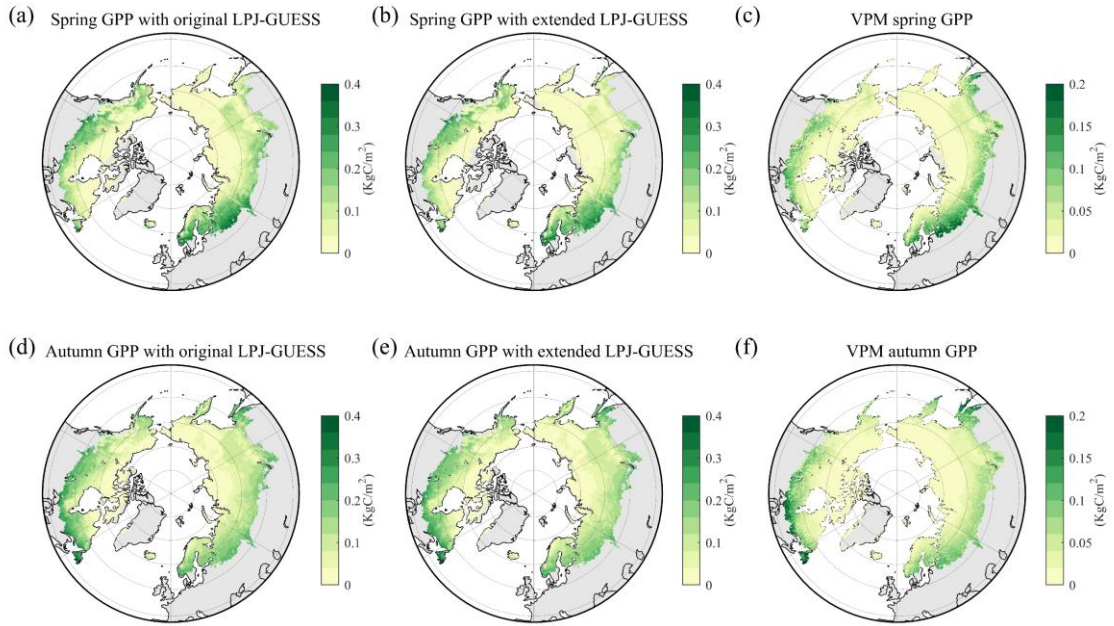 (a) Spring GPP with original LPJ-GUESS
0.4
0.3
0.2
0.1
0
(KgC/m²)
(b) Spring GPP with extended LPJ-GUESS
0.4
0.3
0.2
0.1
0
(KgC/m²)
(c) VPM spring GPP
0.2
0.15
0.1
0.05
0
(KgC/m²)
(d) Autumn GPP with original LPJ-GUESS
0.4
0.3
0.2
0.1
0
(KgC/m²)
(e) Autumn GPP with extended LPJ-GUESS
0.4
0.3
0.2
0.1
0
(KgC/m²)
(f) VPM autumn GPP
0.2
0.15
0.1
0.05
0
(KgC/m²)